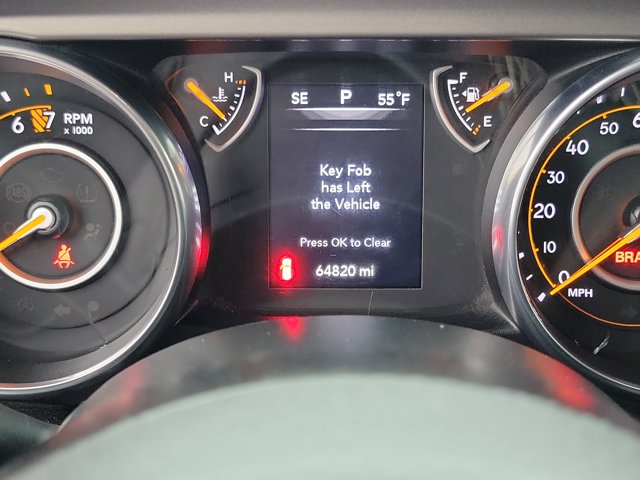 H
C
F
E
SE P 55°F
6 7 RPM
x 1000
Key Fob
has Left
the Vehicle
Press OK to Clear
64820 mi
50
40
30
20
10
0
MPH
BRA
ABS